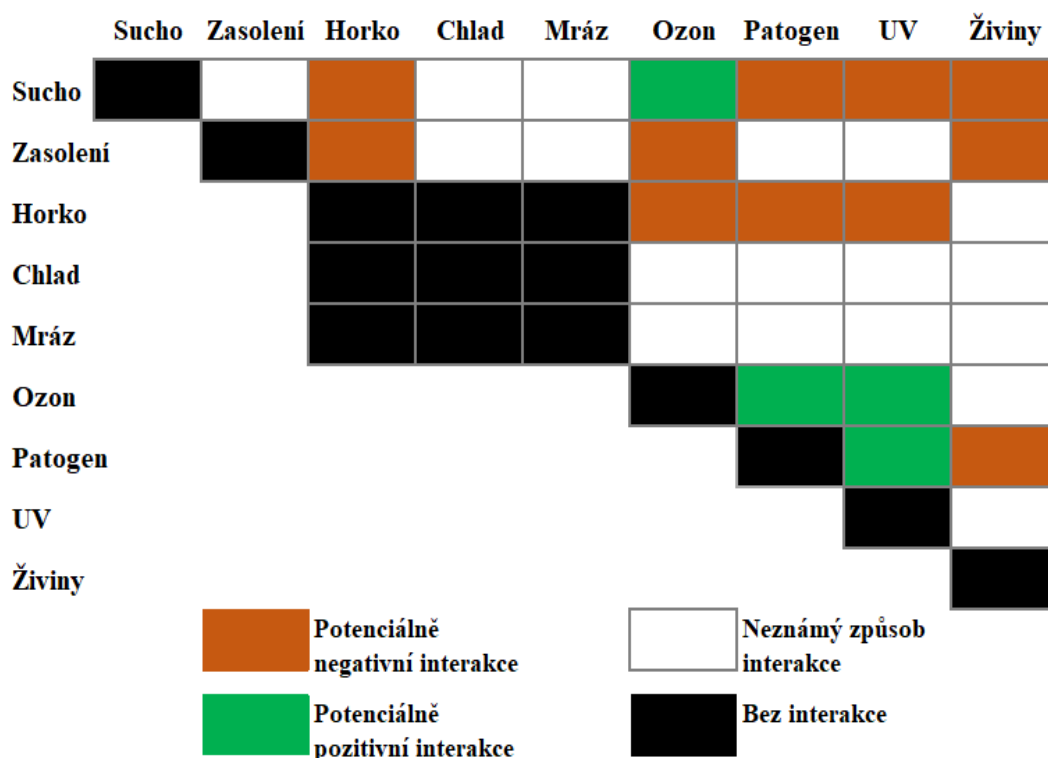 Sucho Zasolení Horko Chlad Mráz Ozon Patogen UV Živiny
Sucho
Zasolení
Horko
Chlad
Mráz
Ozon
Patogen
UV
Živiny
Potenciálně
negativní interakce
Neznámý způsob
interakce
Potenciálně
pozitivní interakce
Bez interakce